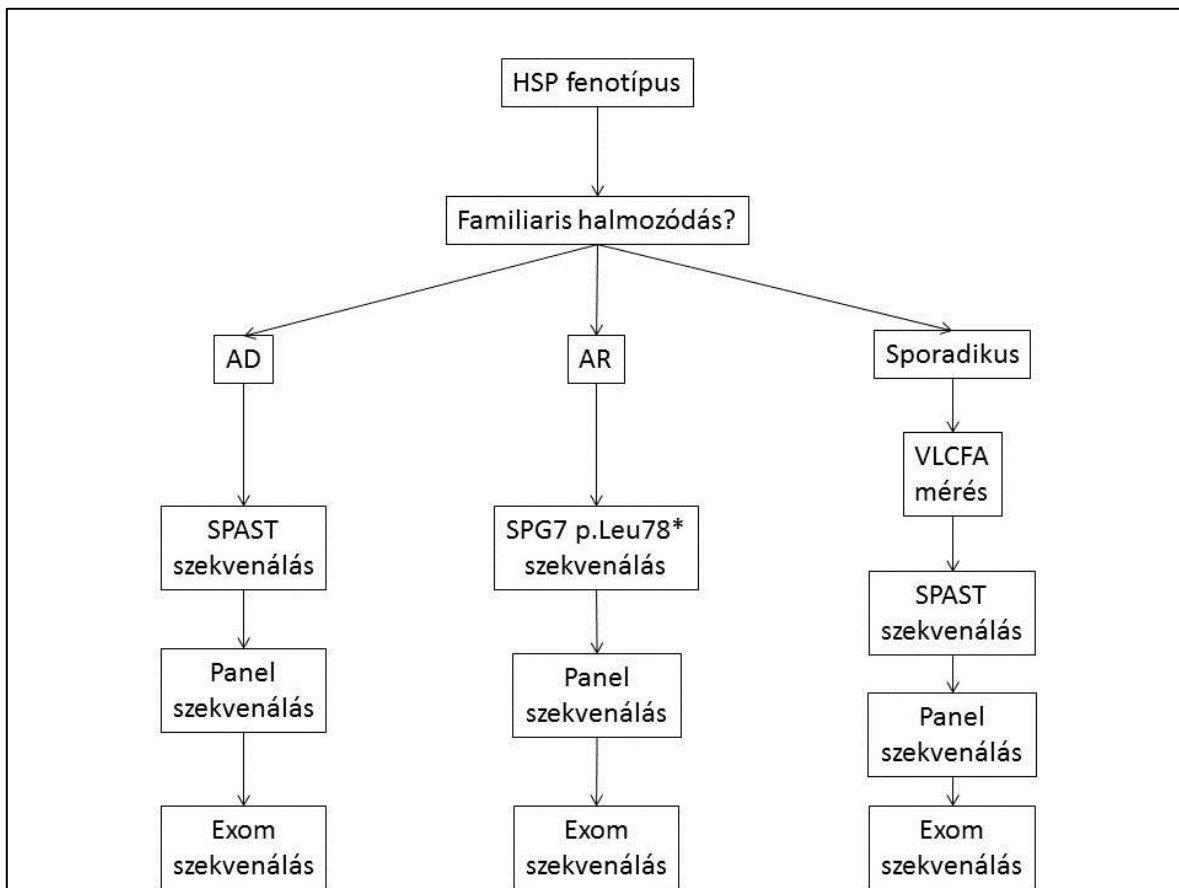 HSP fenotípus
Familiaris halmozódás?
AD
SPAST
szekvenálás
Panel
szekvenálás
Exom
szekvenálás
AR
SPG7 p.Leu78*
szekvenálás
Panel
szekvenálás
Exom
szekvenálás
Sporadikus
VLCFA
mérés
SPAST
szekvenálás
Panel
szekvenálás
Exom
szekvenálás